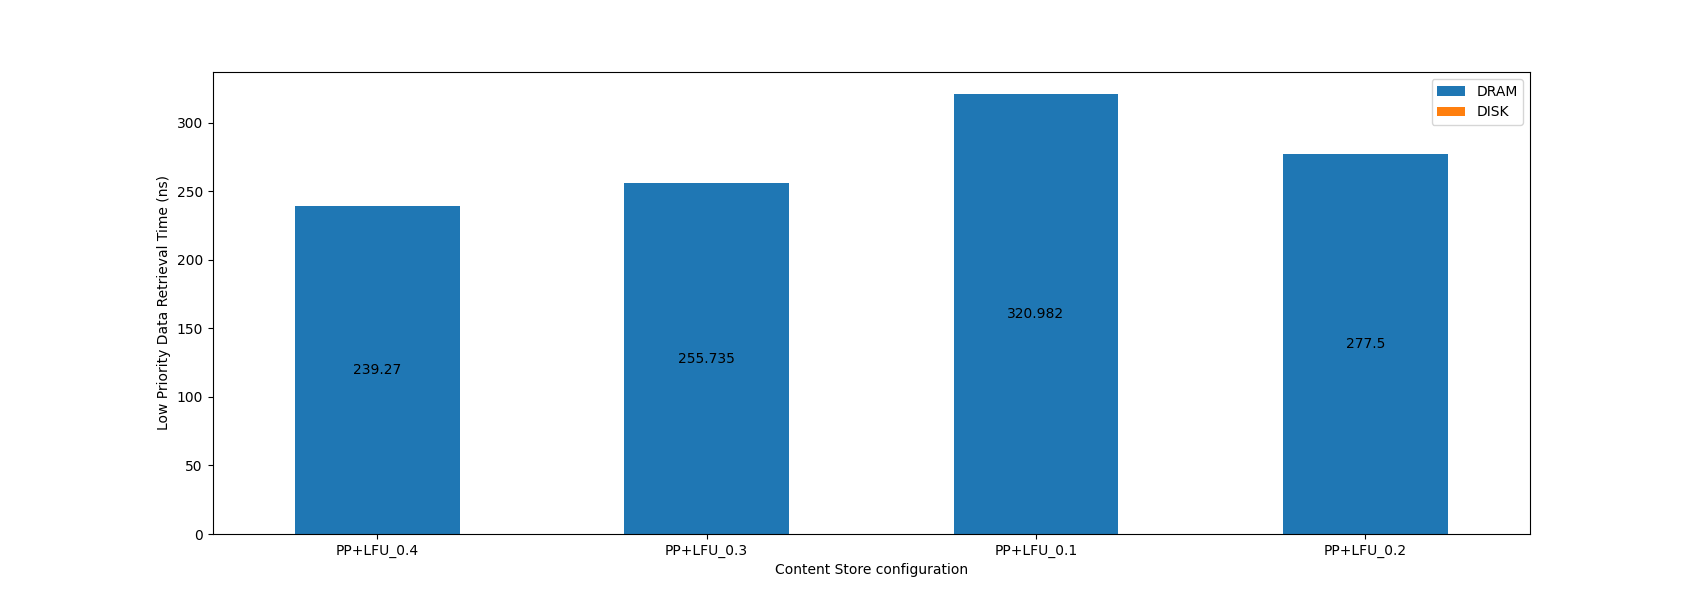 DRAM
DISK
Low Priority Data Retrieval Time (ns)
300
250
200
150
100
50
0
239.27
255.735
320.982
277.5
PP+LFU_0.4
PP+LFU_0.3
PP+LFU_0.1
PP+LFU_0.2
Content Store configuration